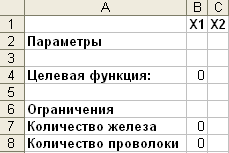 A B C
1 X1 X2
2 Параметры
3
4 Целевая функция: 0
5
6 Ограничения
7 Количество железа 0
8 Количество проволоки 0